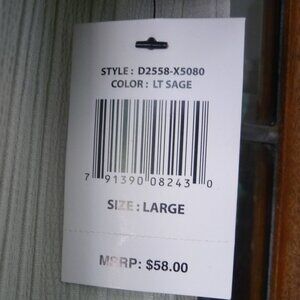 STYLE : D2558-X5080
COLOR : LT SAGE
7 91390 08243 0
SIZE : LARGE
MSRP: $58.00